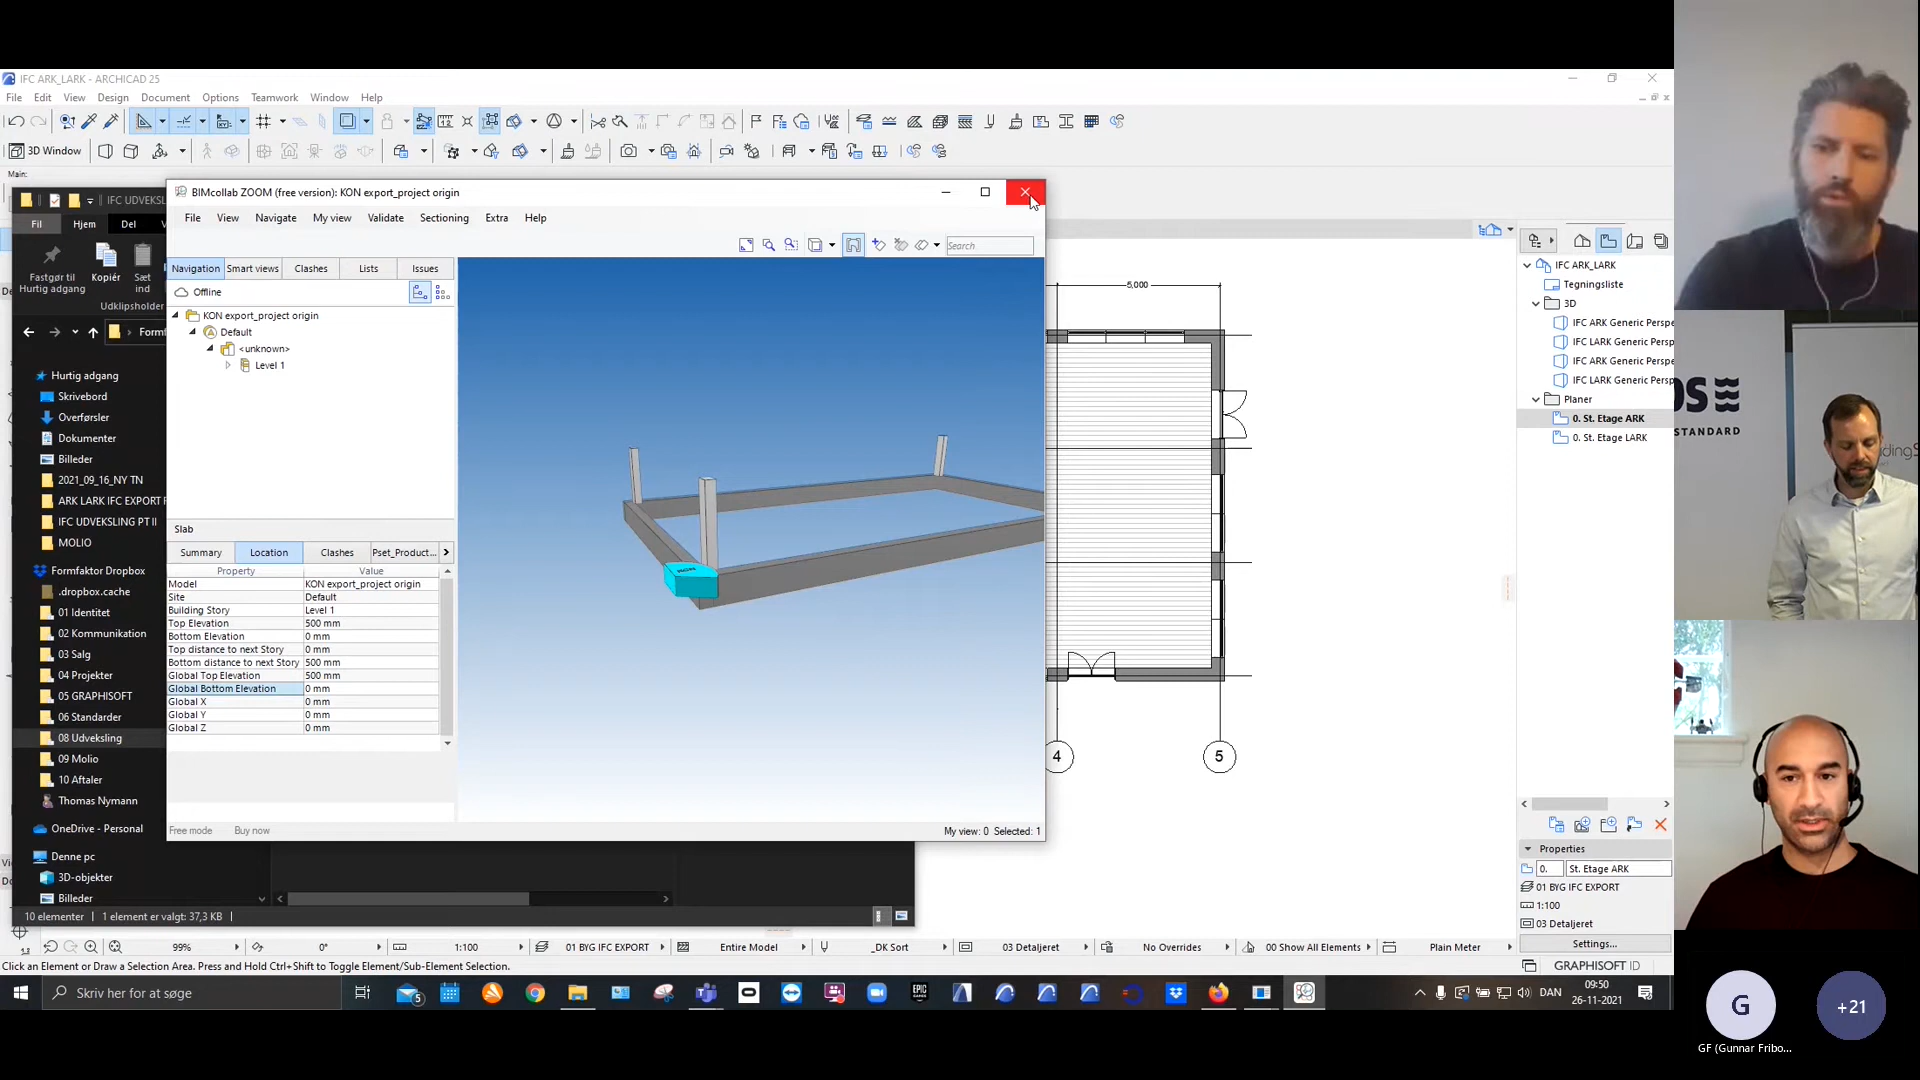 IFC ARK_LARK - ARCHICAD 25
File Edit View Design Document Options Teamwork Window Help
3D Window
Main:
IFC UDVEKSL
Fil Hjem Del
Fastgør til Hurtig adgang
Kopiér
Sæt ind
Udklipsholder
Formf
Hurtig adgang
Skrivebord
Overførsler
Dokumenter
Billeder
2021_09_16_NY TN
ARK LARK IFC EXPORT F
IFC UDVEKSLING PT II
MOLIO
Formfaktor Dropbox
.dropbox.cache
01 Identitet
02 Kommunikation
03 Salg
04 Projekter
05 GRAPHISOFT
06 Standarder
08 Udveksling
09 Molio
10 Aftaler
Thomas Nymann
OneDrive - Personal
Denne pc
3D-objekter
Billeder
10 elementer 1 element er valgt: 37,3 KB
BIMcollab ZOOM (free version): KON export_project origin
File View Navigate My view Validate Sectioning Extra Help
Search
Navigation Smart views Clashes Lists Issues
Offline
KON export_project origin
Default
<unknown>
Level 1
Slab
Summary Location Clashes Pset_Product...
Property Value
Model KON export_project origin
Site Default
Building Story Level 1
Top Elevation 500 mm
Bottom Elevation 0 mm
Top distance to next Story 0 mm
Bottom distance to next Story 500 mm
Global Top Elevation 500 mm
Global Bottom Elevation 0 mm
Global X 0 mm
Global Y 0 mm
Global Z 0 mm
Free mode Buy now
My view: 0 Selected: 1
5,000
4
5
IFC ARK_LARK
Tegningsliste
3D
IFC ARK Generic Perspe
IFC LARK Generic Persp
IFC ARK Generic Perspe
IFC LARK Generic Persp
Planer
0. St. Etage ARK
0. St. Etage LARK
Properties
0. St. Etage ARK
01 BYG IFC EXPORT
1:100
03 Detaljeret
Settings...
GRAPHISOFT ID
99% 0° 1:100 01 BYG IFC EXPORT Entire Model _DK Sort 03 Detaljeret No Overrides 00 Show All Elements Plain Meter
Click an Element or Draw a Selection Area. Press and Hold Ctrl+Shift to Toggle Element/Sub-Element Selection.
Skriv her for at søge
5
EPIC
DAN
09:50
26-11-2021
OS
STANDARD
ding
G
+21
GF (Gunnar Fribo...